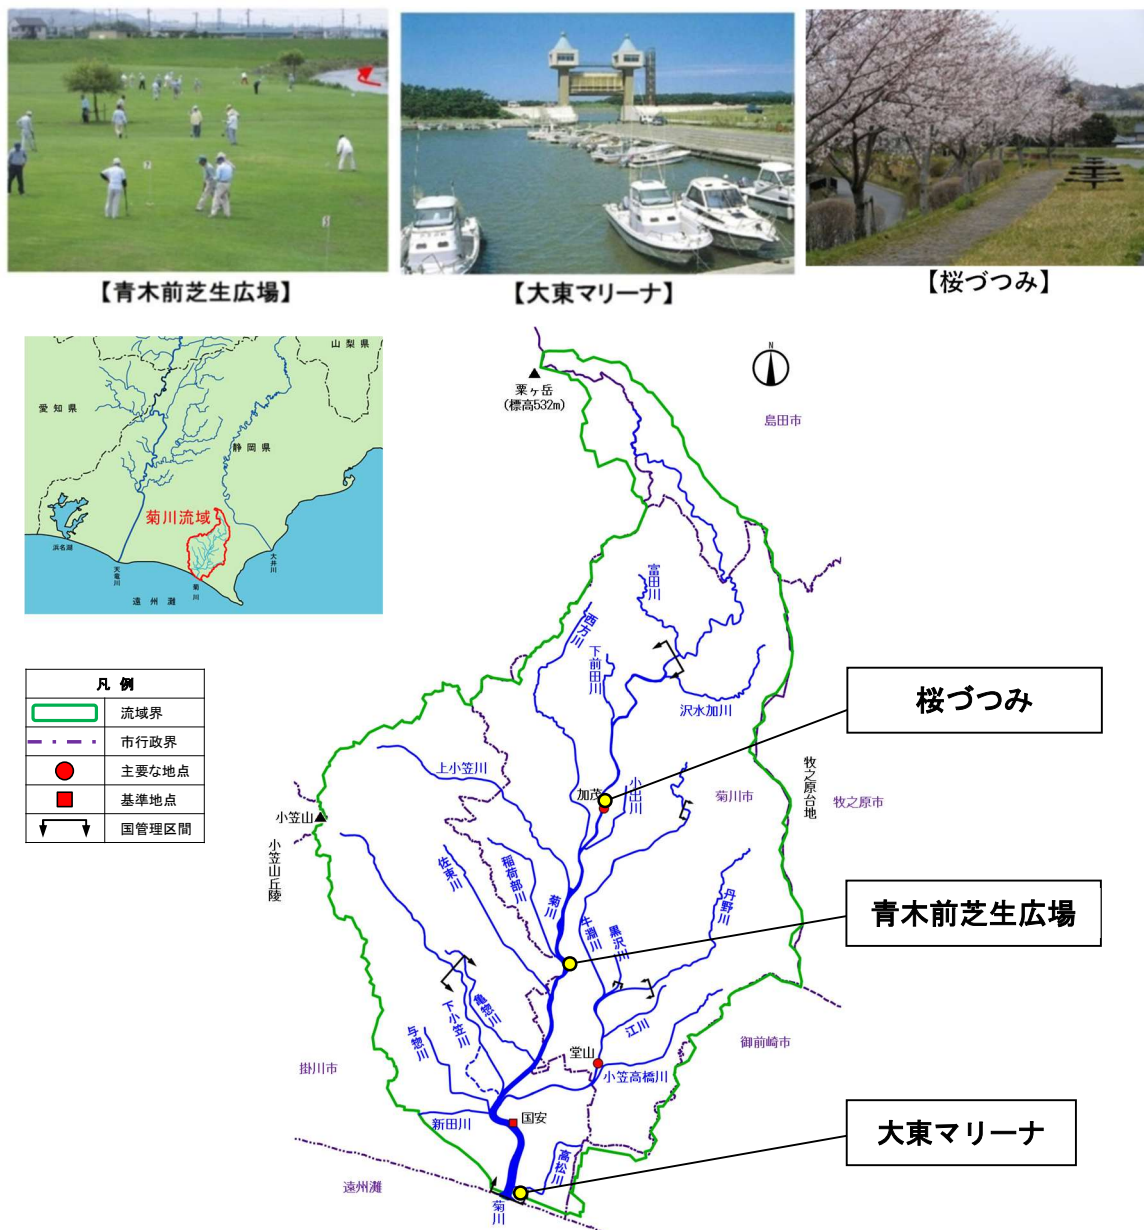 【青木前芝生広場】
【大東マリーナ】
【桜づつみ】
山梨県
愛知県
静岡県
菊川流域
浜名湖
天竜川
菊川
大井川
遠州灘
N
粟ヶ岳
(標高532m)
島田市
富田川
西方川
下前田川
沢水加川
桜づつみ
凡例
流域界
市行政界
主要な地点
基準地点
国管理区間
上小笠川
加茂
小出川
菊川市
牧之原台地
牧之原市
小笠山
小笠山丘陵
佐束川
稲荷部川
菊川
牛淵川
黒沢川
丹野川
青木前芝生広場
亀惣川
下小笠川
与惣川
江川
堂山
御前崎市
掛川市
小笠高橋川
新田川
国安
大東マリーナ
高松川
遠州灘
菊川